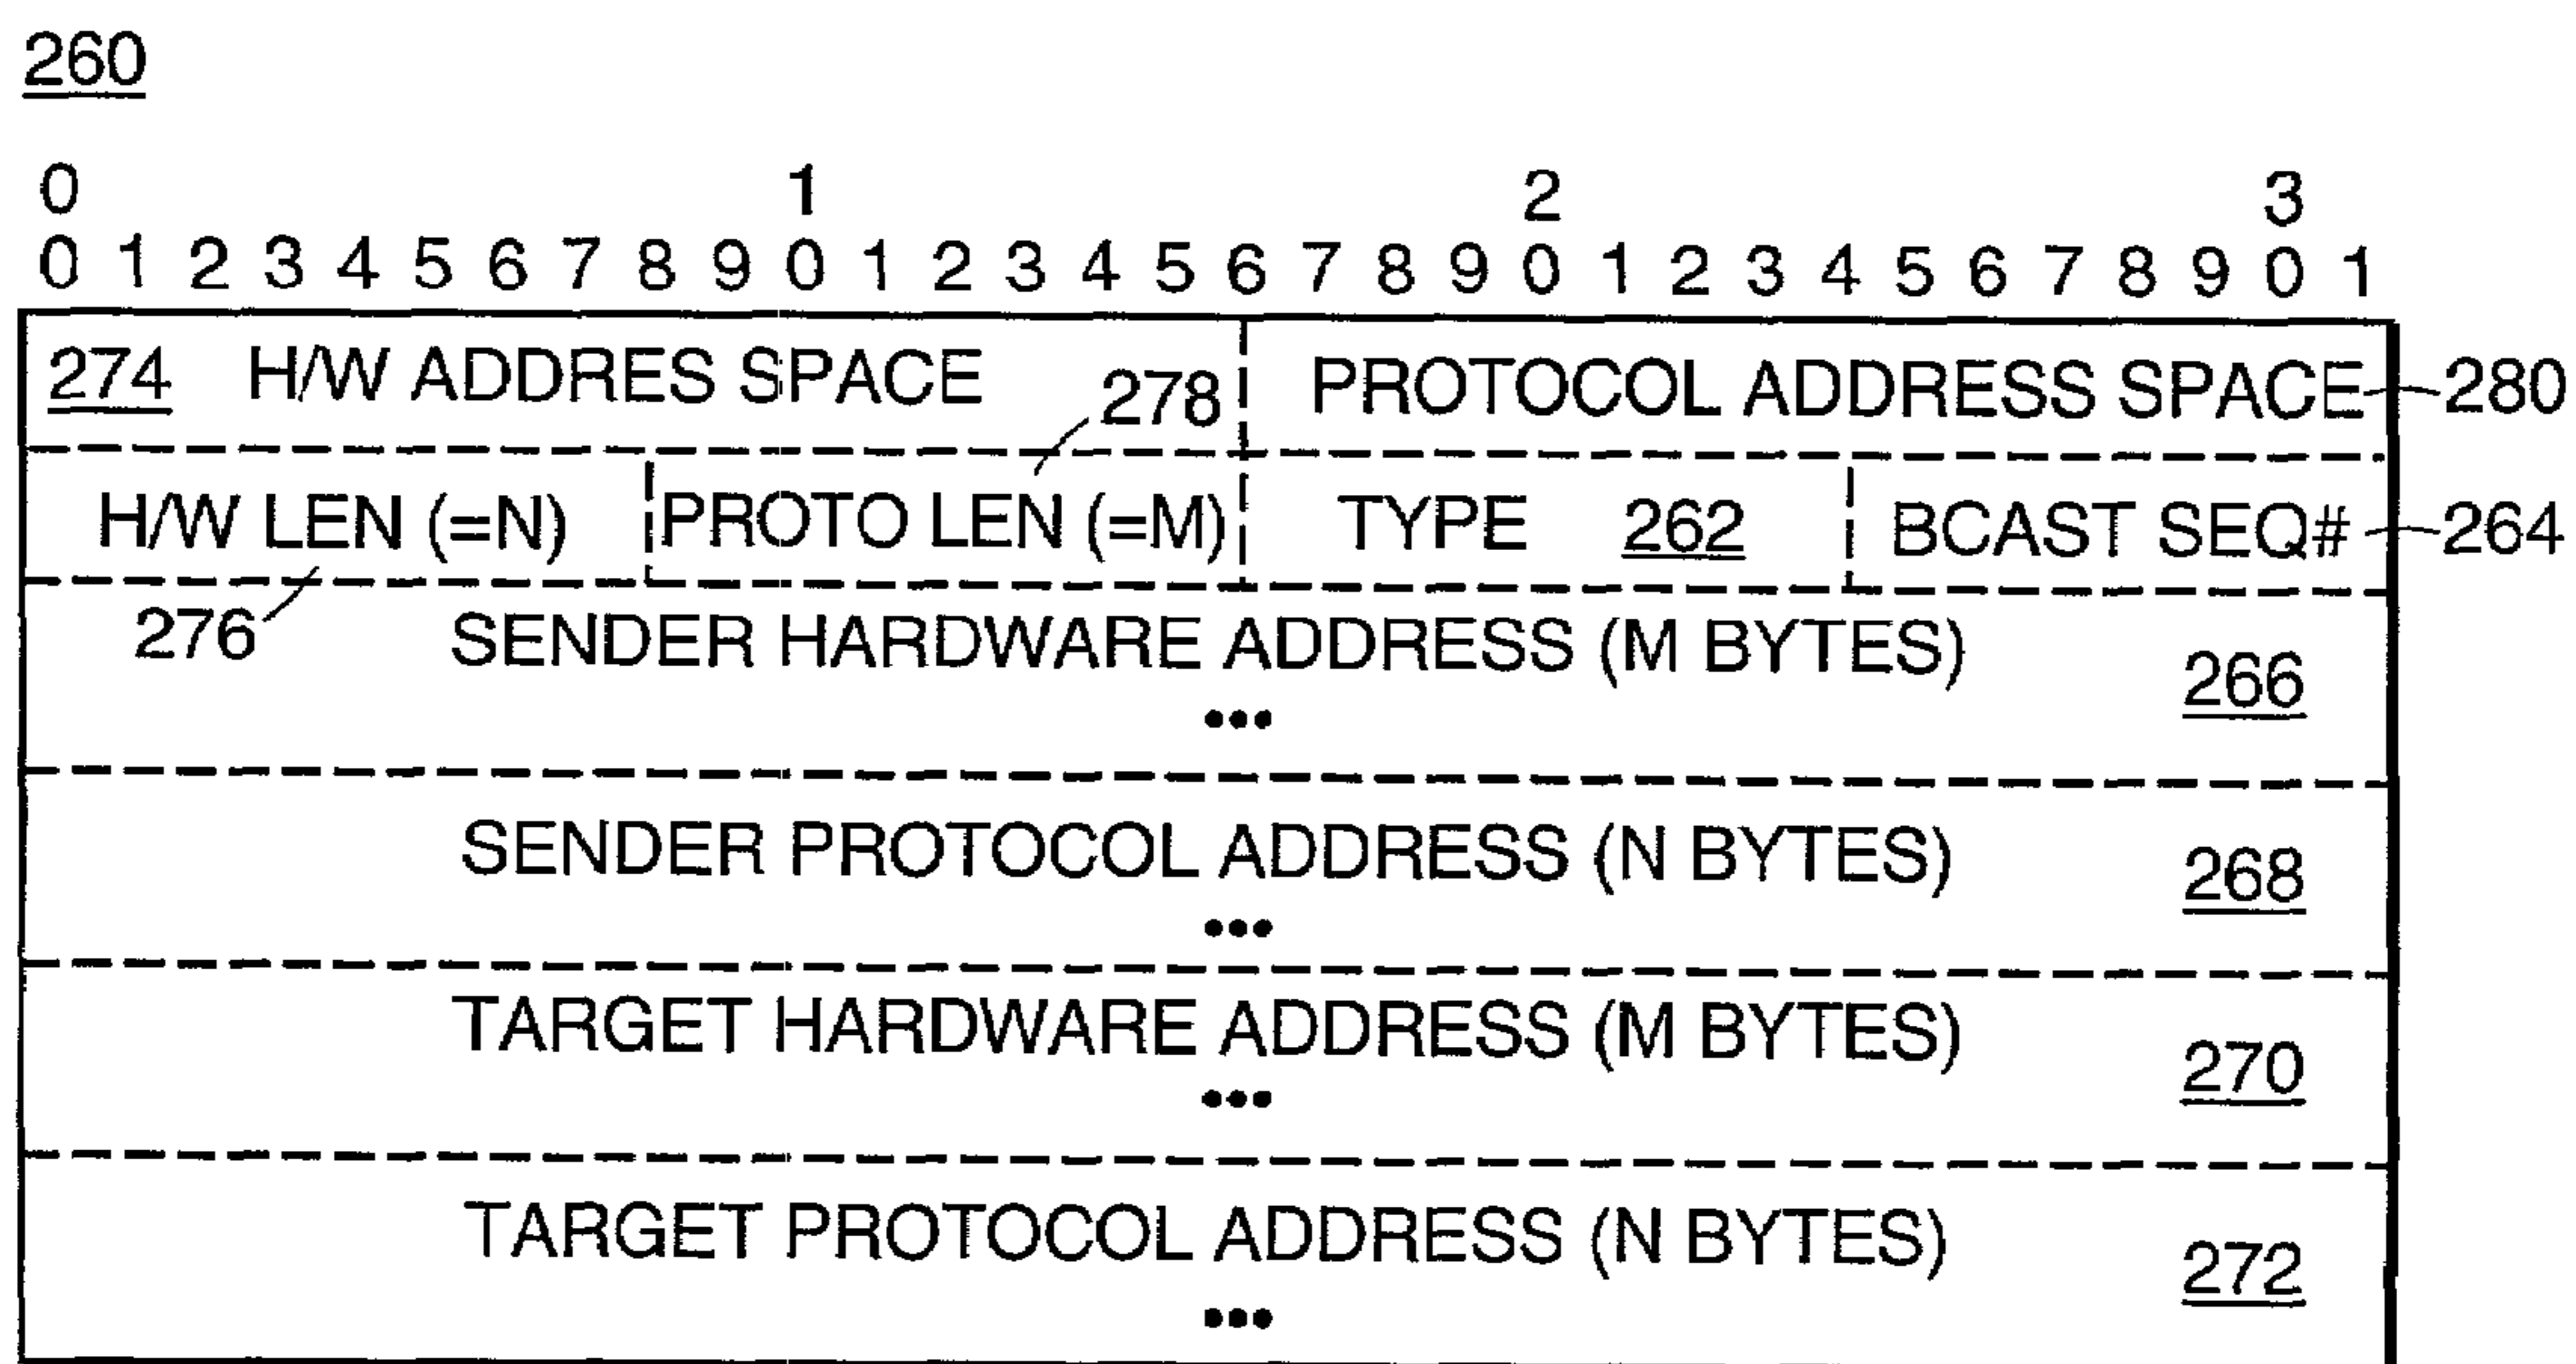 260
0 1 2 3
0 1 2 3 4 5 6 7 8 9 0 1 2 3 4 5 6 7 8 9 0 1 2 3 4 5 6 7 8 9 0 1
274 H/W ADDRES SPACE 278 PROTOCOL ADDRESS SPACE 280
H/W LEN (=N) PROTO LEN (=M) TYPE 262 BCAST SEQ# 264
276 SENDER HARDWARE ADDRESS (M BYTES) 266
•••
SENDER PROTOCOL ADDRESS (N BYTES) 268
•••
TARGET HARDWARE ADDRESS (M BYTES) 270
•••
TARGET PROTOCOL ADDRESS (N BYTES) 272
•••